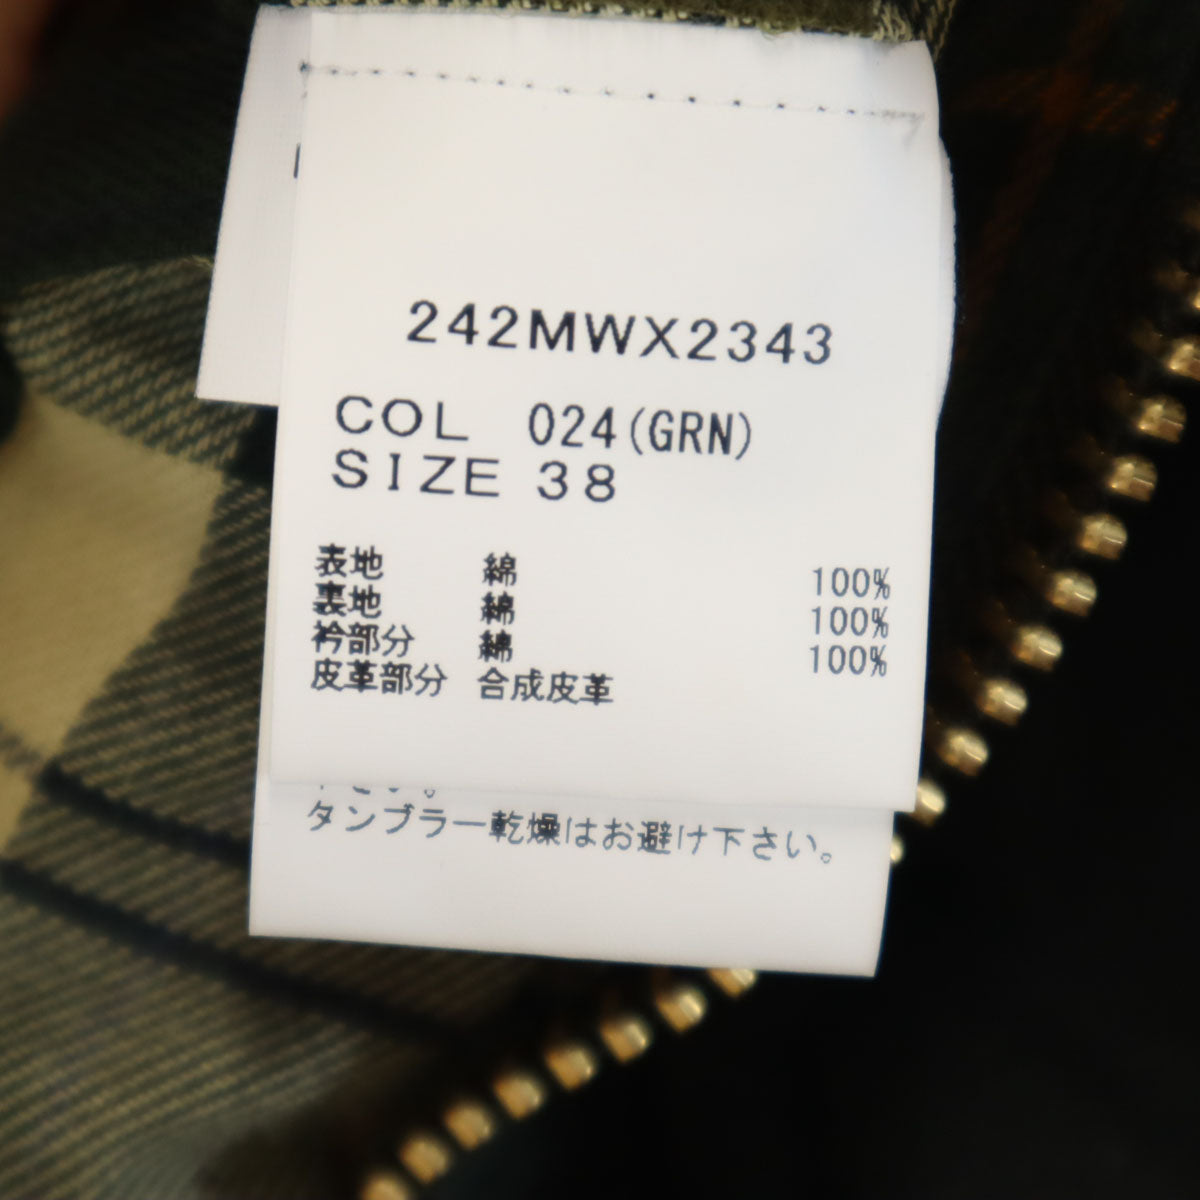 242MWX2343
COL 024(GRN)
SIZE 38
表地 綿 100%
裏地 綿 100%
衿部分 綿 100%
皮革部分 合成皮革
タンブラー乾燥はお避け下さい。